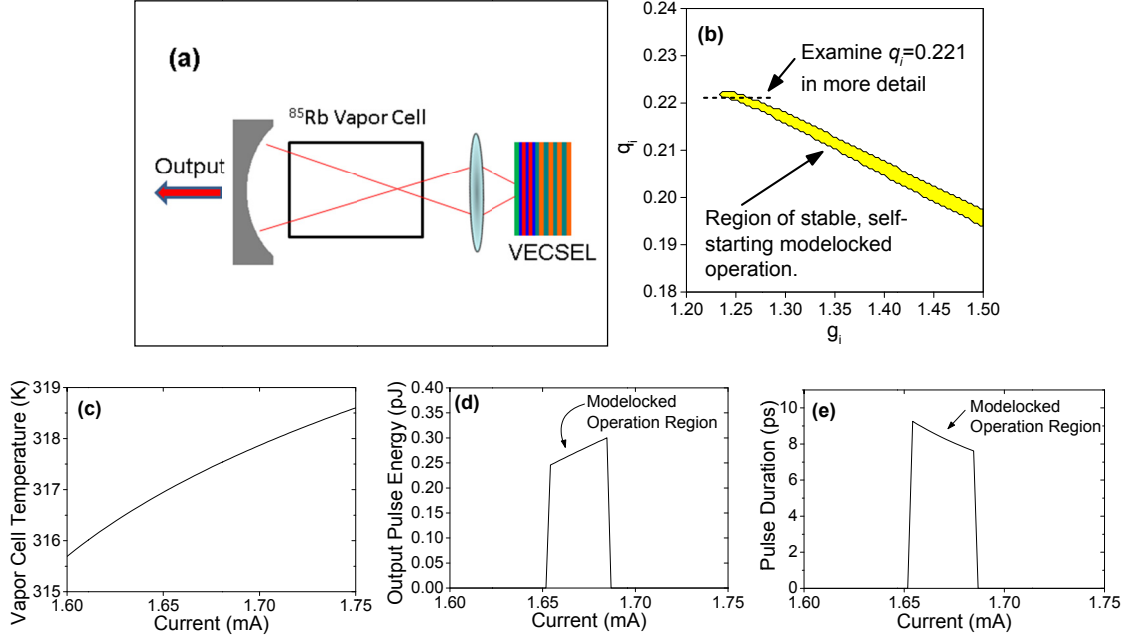 (a)
⁸⁵Rb Vapor Cell
Output
VECSEL
(b)
Examine qᵢ=0.221
in more detail
Region of stable, self-
starting modelocked
operation.
qᵢ
0.24
0.23
0.22
0.21
0.20
0.19
0.18
1.20 1.25 1.30 1.35 1.40 1.45 1.50
gᵢ
(c)
Vapor Cell Temperature (K)
319
318
317
316
315
1.60 1.65 1.70 1.75
Current (mA)
(d)
Modelocked
Operation Region
Output Pulse Energy (pJ)
0.40
0.35
0.30
0.25
0.20
0.15
0.10
0.05
0.00
1.60 1.65 1.70 1.75
Current (mA)
(e)
Modelocked
Operation Region
Pulse Duration (ps)
10
8
6
4
2
0
1.60 1.65 1.70 1.75
Current (mA)